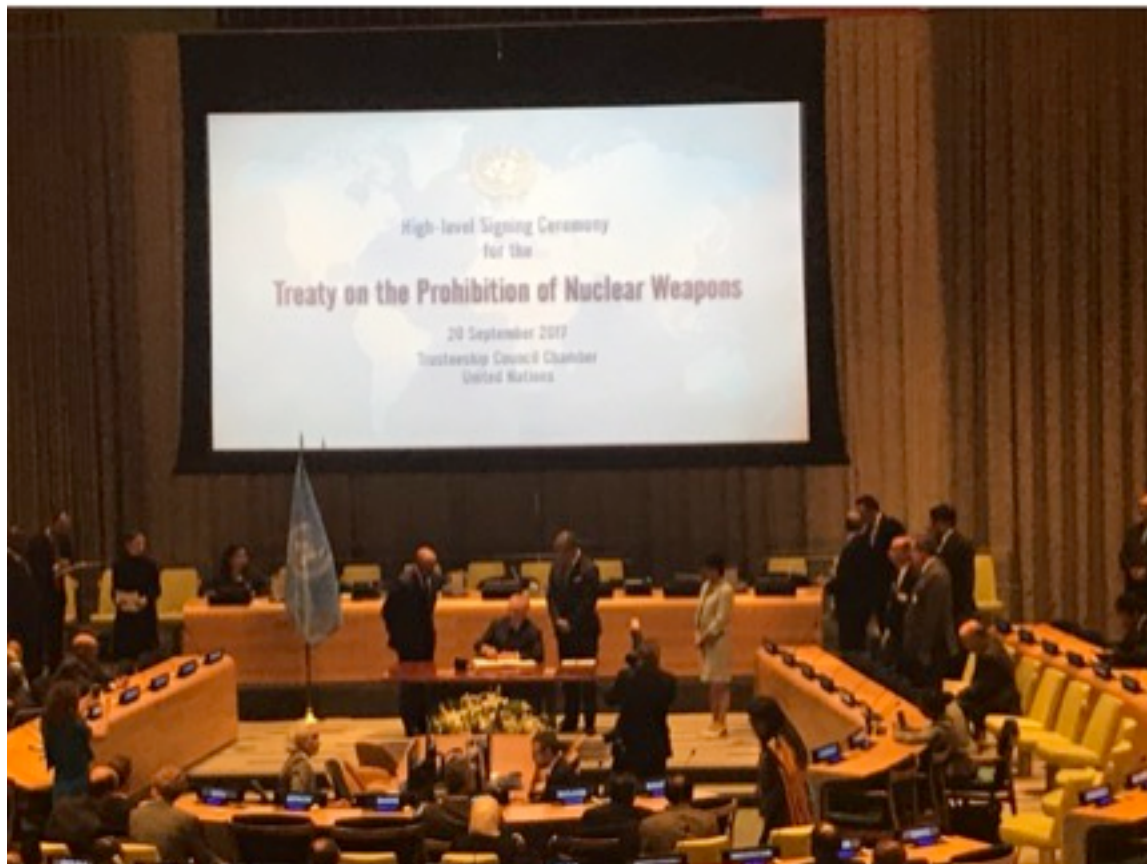 High-level Signing Ceremony
for the
Treaty on the Prohibition of Nuclear Weapons
20 September 2017
Trusteeship Council Chamber
United Nations